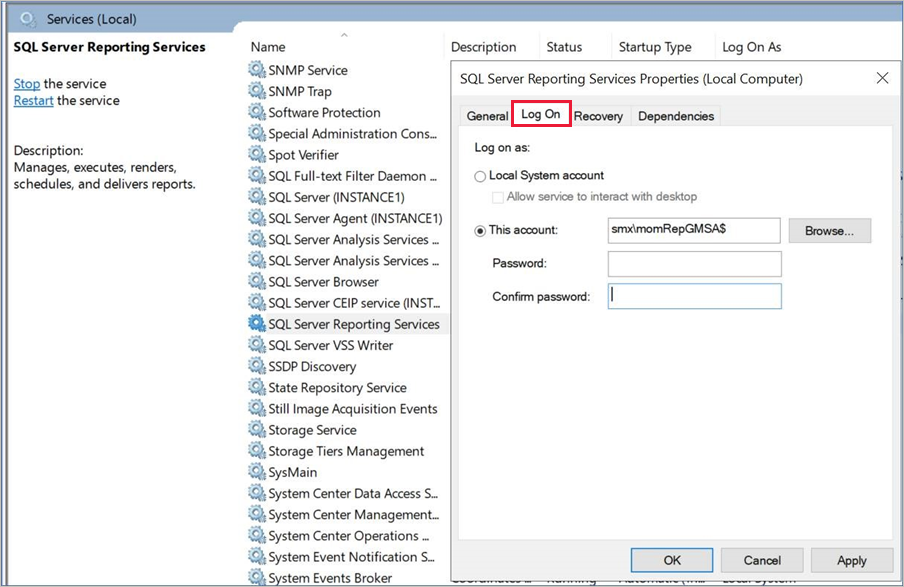 Services (Local)
SQL Server Reporting Services
Stop the service
Restart the service
Description:
Manages, executes, renders,
schedules, and delivers reports.
Name Description Status Startup Type Log On As
SNMP Service
SNMP Trap
Software Protection
Special Administration Cons...
Spot Verifier
SQL Full-text Filter Daemon ...
SQL Server (INSTANCE1)
SQL Server Agent (INSTANCE1)
SQL Server Analysis Services ...
SQL Server Analysis Services ...
SQL Server Browser
SQL Server CEIP service (INST...
SQL Server Reporting Services
SQL Server VSS Writer
SSDP Discovery
State Repository Service
Still Image Acquisition Events
Storage Service
Storage Tiers Management
SysMain
System Center Data Access S...
System Center Management...
System Center Operations ...
System Event Notification S...
System Events Broker
SQL Server Reporting Services Properties (Local Computer)
General Log On Recovery Dependencies
Log on as:
Local System account
Allow service to interact with desktop
This account: smx\momRepGMSA$ Browse...
Password:
Confirm password:
OK Cancel Apply